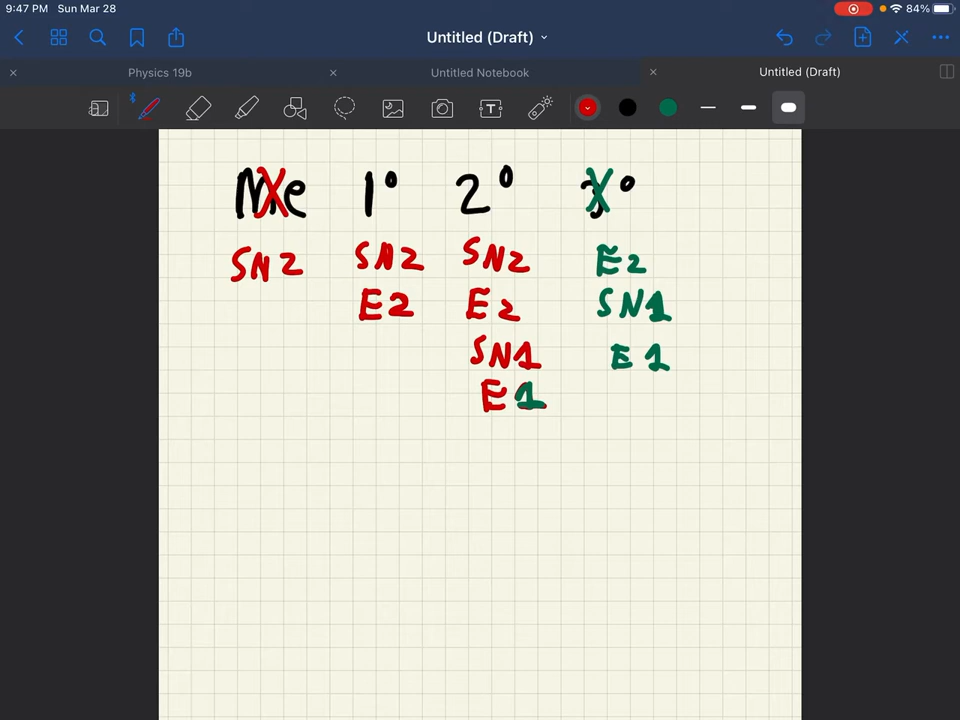 9:47 PM Sun Mar 28 84%
Untitled (Draft)
Physics 19b Untitled Notebook Untitled (Draft)
Me 1° 2° 3°
SN2 SN2 SN2 E2
E2 E2 SN1
SN1 E1
E1